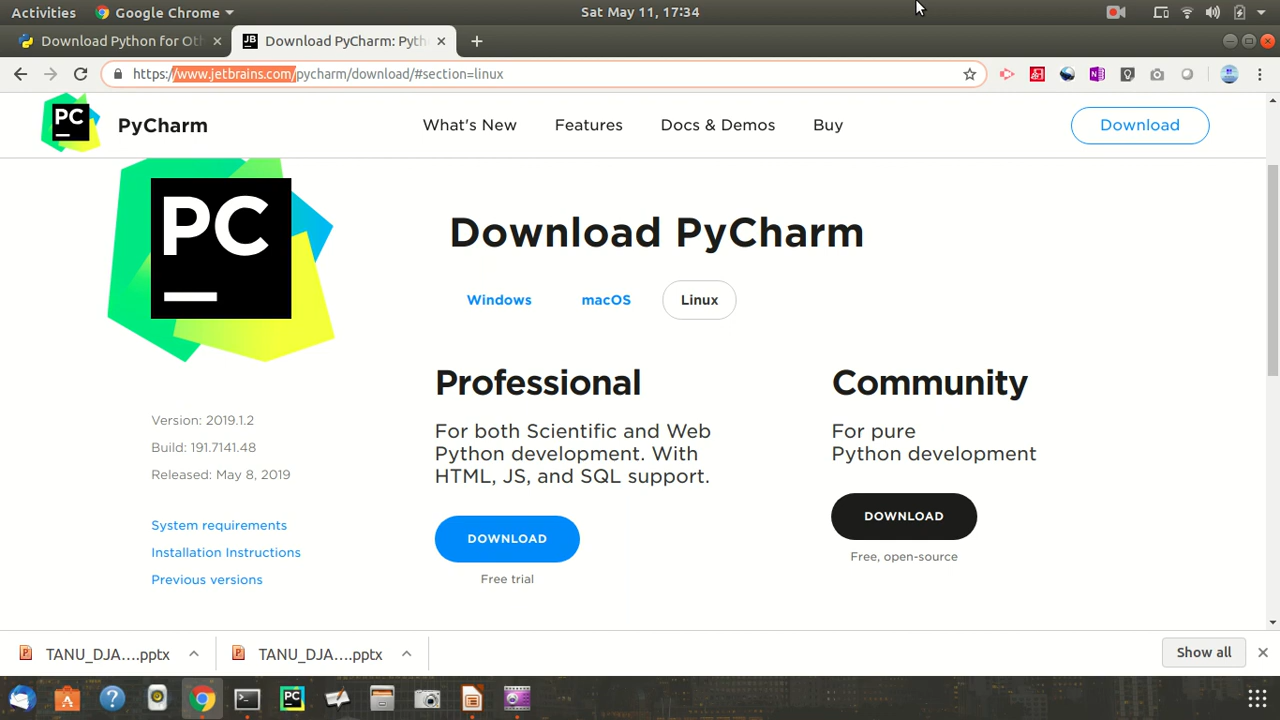 Activities
Google Chrome
Sat May 11, 17:34
Download Python for Oth
JB
Download PyCharm: Pyth
https://www.jetbrains.com/pycharm/download/#section=linux
PC
PyCharm
What's New
Features
Docs & Demos
Buy
Download
PC
Download PyCharm
Windows
macOS
Linux
Professional
For both Scientific and Web
Python development. With
HTML, JS, and SQL support.
DOWNLOAD
Free trial
Community
For pure
Python development
DOWNLOAD
Free, open-source
Version: 2019.1.2
Build: 191.7141.48
Released: May 8, 2019
System requirements
Installation Instructions
Previous versions
TANU_DJA....pptx
TANU_DJA....pptx
Show all
PC